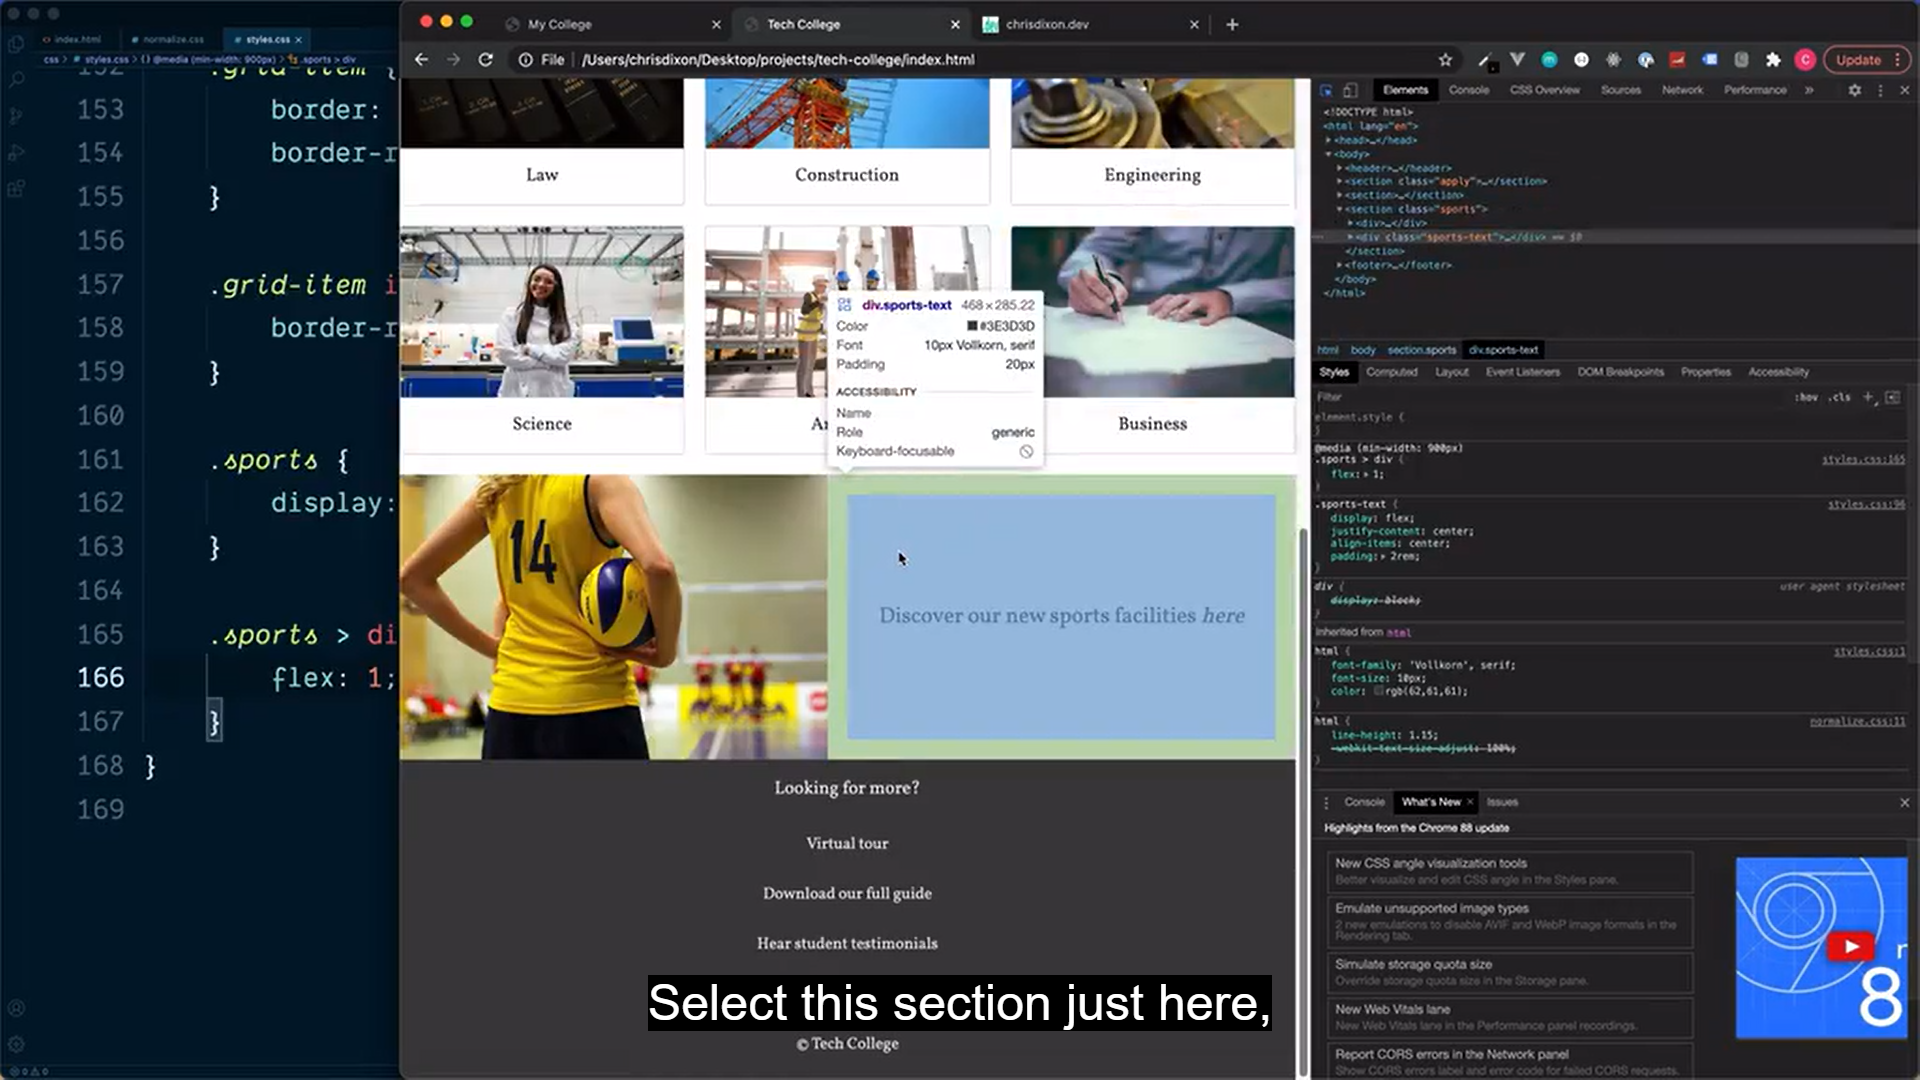 My College
Tech College
chrisdixon.dev
File
/Users/chrisdixon/Desktop/projects/tech-college/index.html
Update
index.html
normalize.css
styles.css
css > styles.css > {} @media (min-width: 900px) > .sports > div
152 .grid-item {
153 border:
154 border-r
155 }
156
157 .grid-item i
158 border-r
159 }
160
161 .sports {
162 display:
163 }
164
165 .sports > di
166 flex: 1;
167 }
168 }
169
Law
Construction
Engineering
Science
Ar
Business
div.sports-text 468×285.22
Color #3E3D3D
Font 10px Vollkorn, serif
Padding 20px
ACCESSIBILITY
Name
Role generic
Keyboard-focusable
14
Discover our new sports facilities here
Looking for more?
Virtual tour
Download our full guide
Hear student testimonials
© Tech College
Select this section just here,
Elements Console CSS Overview Sources Network Performance »
<!DOCTYPE html>
<html lang="en">
<head>…</head>
<body>
<header>…</header>
<section class="apply">…</section>
<section>…</section>
<section class="sports">
<div>…</div>
<div class="sports-text">…</div> == $0
</section>
<footer>…</footer>
</body>
</html>
html body section.sports div.sports-text
Styles Computed Layout Event Listeners DOM Breakpoints Properties Accessibility
Filter :hov .cls +
element.style {
}
@media (min-width: 900px)
.sports > div { styles.css:165
flex: 1;
}
.sports-text { styles.css:96
display: flex;
justify-content: center;
align-items: center;
padding: 2rem;
}
div { user agent stylesheet
display: block;
}
Inherited from html
html { styles.css:1
font-family: 'Vollkorn', serif;
font-size: 10px;
color: rgb(62,61,61);
}
html { normalize.css:11
line-height: 1.15;
-webkit-text-size-adjust: 100%;
}
Console What's New × Issues
Highlights from the Chrome 88 update
New CSS angle visualization tools
Better visualize and edit CSS angle in the Styles pane.
Emulate unsupported image types
2 new emulations to disable AVIF and WebP image formats in the
Rendering tab.
Simulate storage quota size
Override storage quota size in the Storage pane.
New Web Vitals lane
New Web Vitals lane in the Performance panel recordings.
Report CORS errors in the Network panel
Show CORS errors label and error code for failed CORS requests.
8